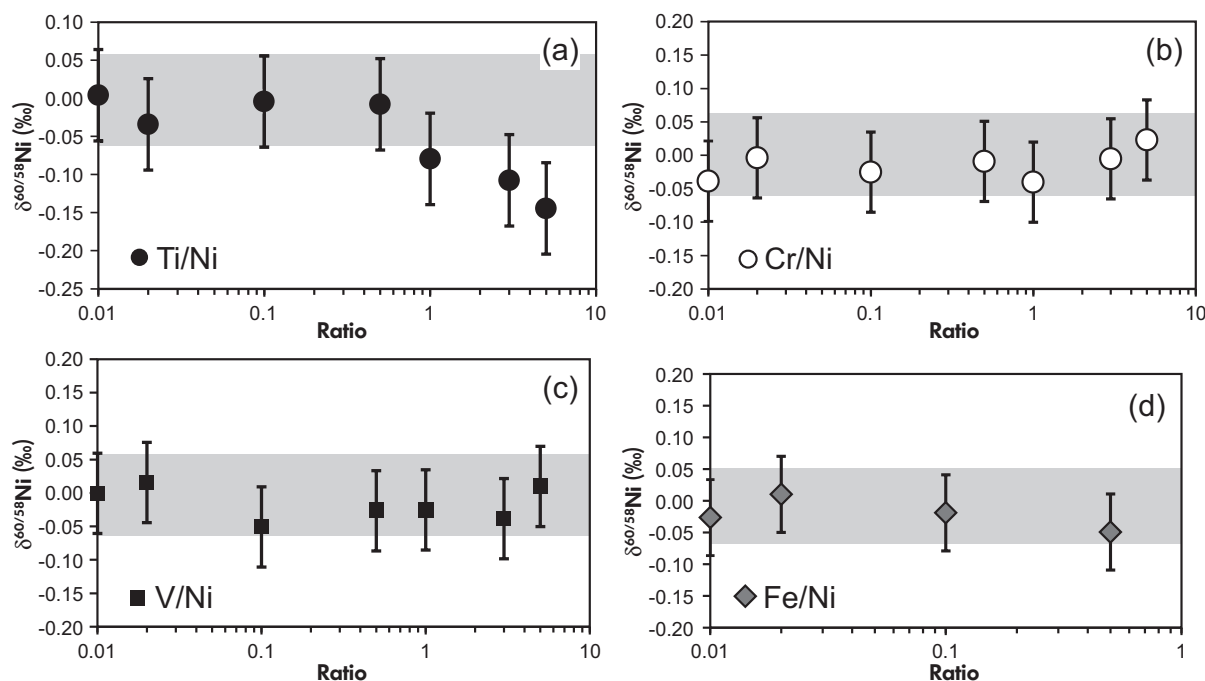 (a)
δ⁶⁰/⁵⁸Ni (‰)
0.10
0.05
0.00
-0.05
-0.10
-0.15
-0.20
-0.25
Ti/Ni
0.01 0.1 1 10
Ratio
(b)
δ⁶⁰/⁵⁸Ni (‰)
0.20
0.15
0.10
0.05
0.00
-0.05
-0.10
-0.15
-0.20
Cr/Ni
0.01 0.1 1 10
Ratio
(c)
δ⁶⁰/⁵⁸Ni (‰)
0.20
0.15
0.10
0.05
0.00
-0.05
-0.10
-0.15
-0.20
V/Ni
0.01 0.1 1 10
Ratio
(d)
δ⁶⁰/⁵⁸Ni (‰)
0.20
0.15
0.10
0.05
0.00
-0.05
-0.10
-0.15
-0.20
Fe/Ni
0.01 0.1 1
Ratio